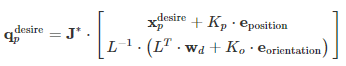 q_p^desire = J* · [ x_p^desire + K_p · e_position
L^{-1} · (L^T · w_d + K_o · e_orientation) ]